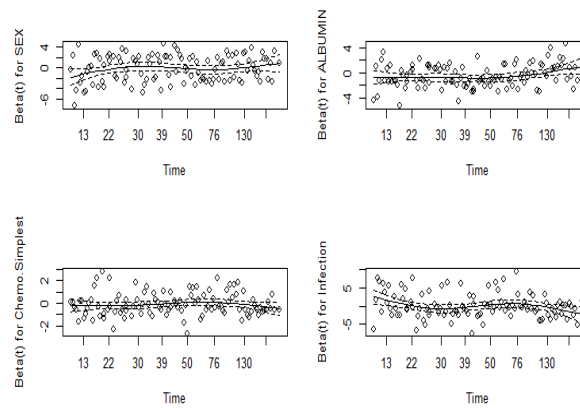 Beta(t) for SEX
4
0
-6
13 22 30 39 50 76 130
Time
Beta(t) for ALBUMIN
4
0
-4
13 22 30 39 50 76 130
Time
Beta(t) for Chemo.Simplest
2
0
-2
13 22 30 39 50 76 130
Time
Beta(t) for Infection
5
-5
13 22 30 39 50 76 130
Time